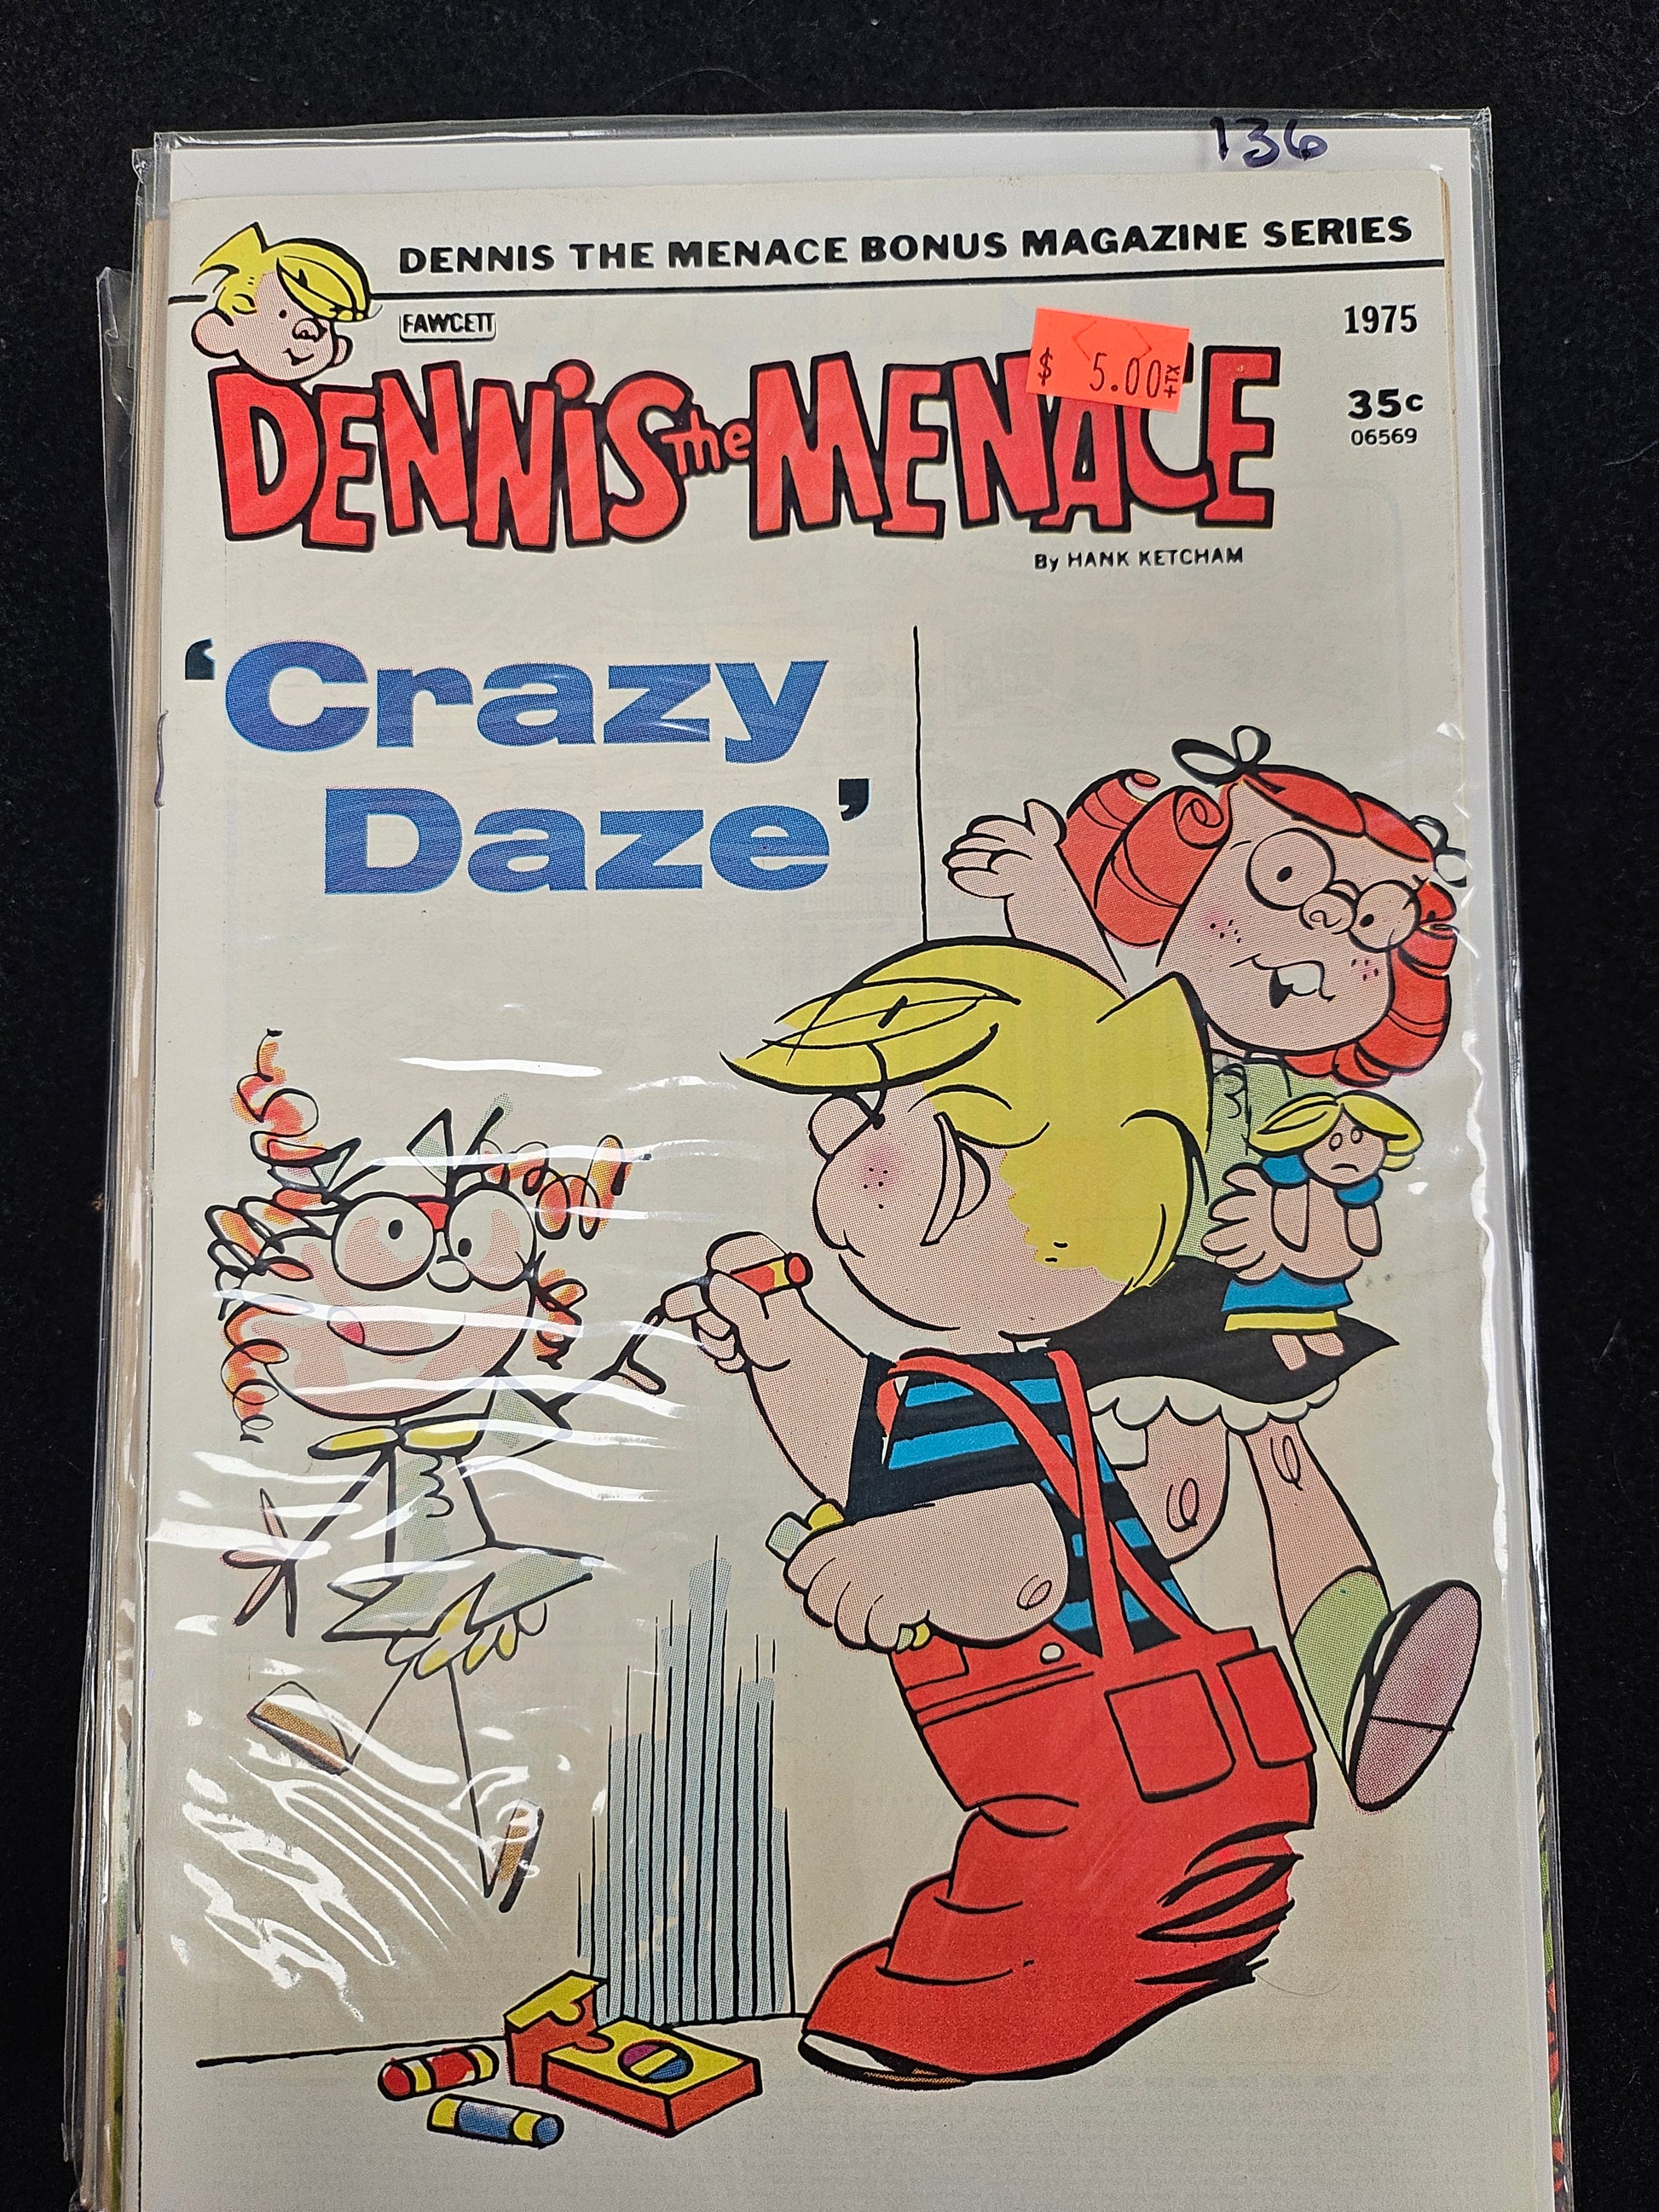 136
DENNIS THE MENACE BONUS MAGAZINE SERIES
FAWCETT
1975
$ 5.00 +TX
DENNIS the MENACE
35c
06569
By HANK KETCHAM
‘Crazy
Daze’